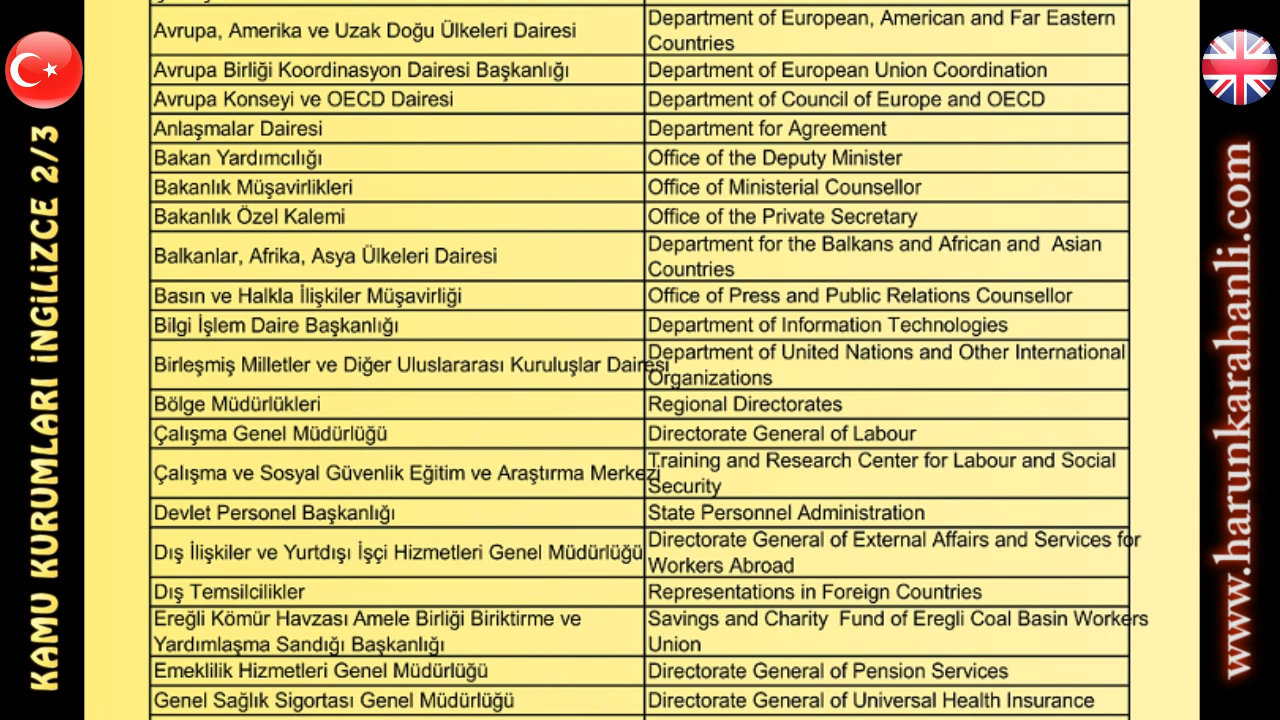 Avrupa, Amerika ve Uzak Doğu Ülkeleri Dairesi
Department of European, American and Far Eastern
Countries
Avrupa Birliği Koordinasyon Dairesi Başkanlığı
Department of European Union Coordination
Avrupa Konseyi ve OECD Dairesi
Department of Council of Europe and OECD
Anlaşmalar Dairesi
Department for Agreement
Bakan Yardımcılığı
Office of the Deputy Minister
Bakanlık Müşavirlikleri
Office of Ministerial Counsellor
Bakanlık Özel Kalemi
Office of the Private Secretary
Balkanlar, Afrika, Asya Ülkeleri Dairesi
Department for the Balkans and African and  Asian
Countries
Basın ve Halkla İlişkiler Müşavirliği
Office of Press and Public Relations Counsellor
Bilgi İşlem Daire Başkanlığı
Department of Information Technologies
Birleşmiş Milletler ve Diğer Uluslararası Kuruluşlar Dairesi
Department of United Nations and Other International
Organizations
Bölge Müdürlükleri
Regional Directorates
Çalışma Genel Müdürlüğü
Directorate General of Labour
Çalışma ve Sosyal Güvenlik Eğitim ve Araştırma Merkezi
Training and Research Center for Labour and Social
Security
Devlet Personel Başkanlığı
State Personnel Administration
Dış İlişkiler ve Yurtdışı İşçi Hizmetleri Genel Müdürlüğü
Directorate General of External Affairs and Services for
Workers Abroad
Dış Temsilcilikler
Representations in Foreign Countries
Ereğli Kömür Havzası Amele Birliği Biriktirme ve
Yardımlaşma Sandığı Başkanlığı
Savings and Charity  Fund of Eregli Coal Basin Workers
Union
Emeklilik Hizmetleri Genel Müdürlüğü
Directorate General of Pension Services
Genel Sağlık Sigortası Genel Müdürlüğü
Directorate General of Universal Health Insurance
KAMU KURUMLARI İNGİLİZCE 2/3
www.harunkarahanli.com